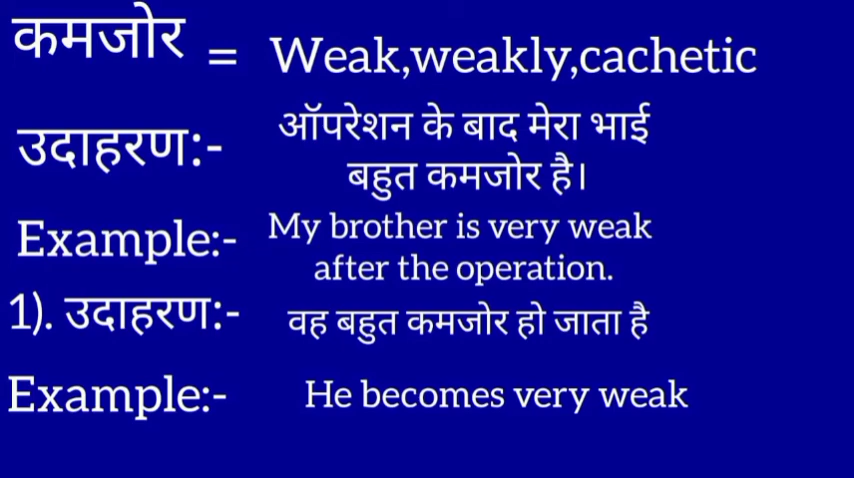 कमजोर = Weak,weakly,cachetic
उदाहरण:- ऑपरेशन के बाद मेरा भाई
बहुत कमजोर है।
Example:- My brother is very weak
after the operation.
1). उदाहरण:- वह बहुत कमजोर हो जाता है
Example:- He becomes very weak